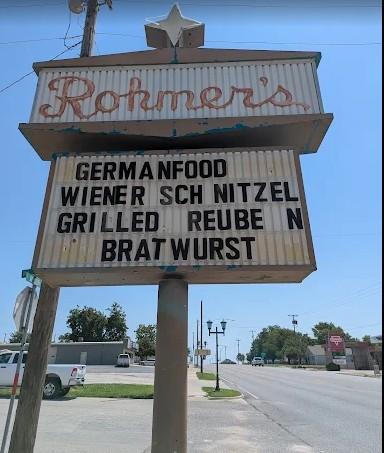 Rohmer's
GERMANFOOD
WIENER SCH NITZEL
GRILLED REUBE N
BRATWURST